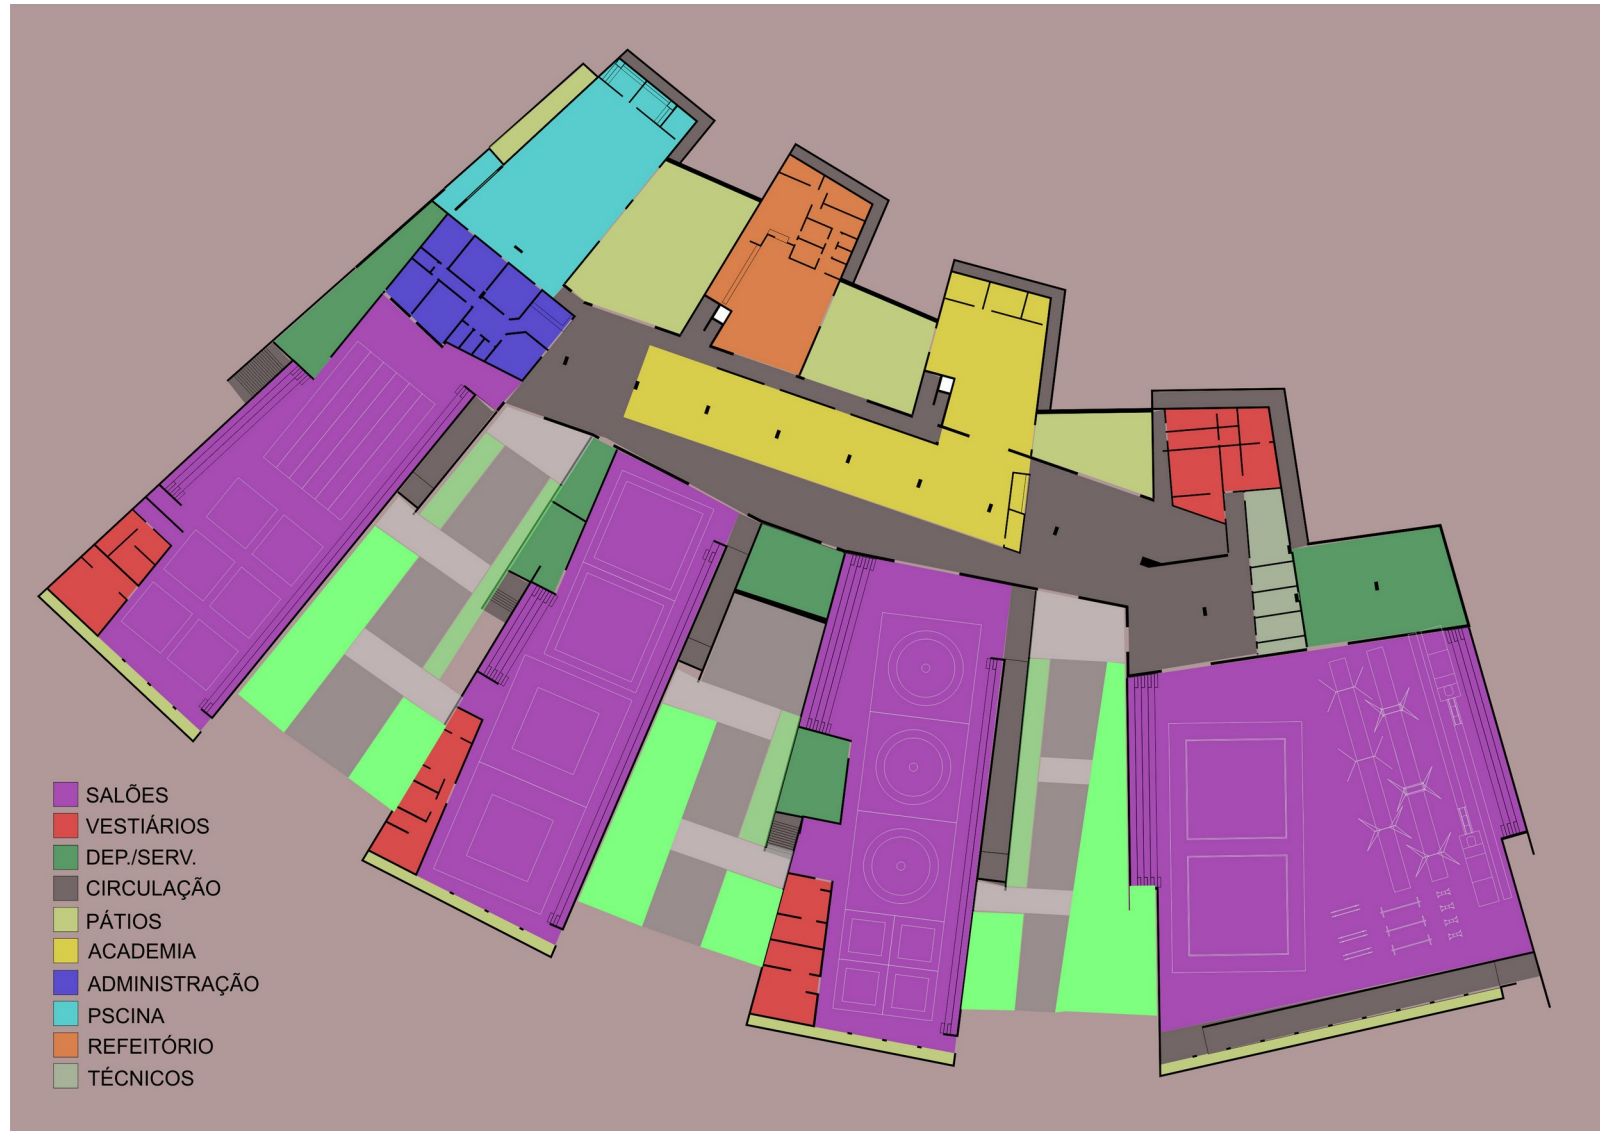 SALÕES
VESTIÁRIOS
DEP./SERV.
CIRCULAÇÃO
PÁTIOS
ACADEMIA
ADMINISTRAÇÃO
PSCINA
REFEITÓRIO
TÉCNICOS